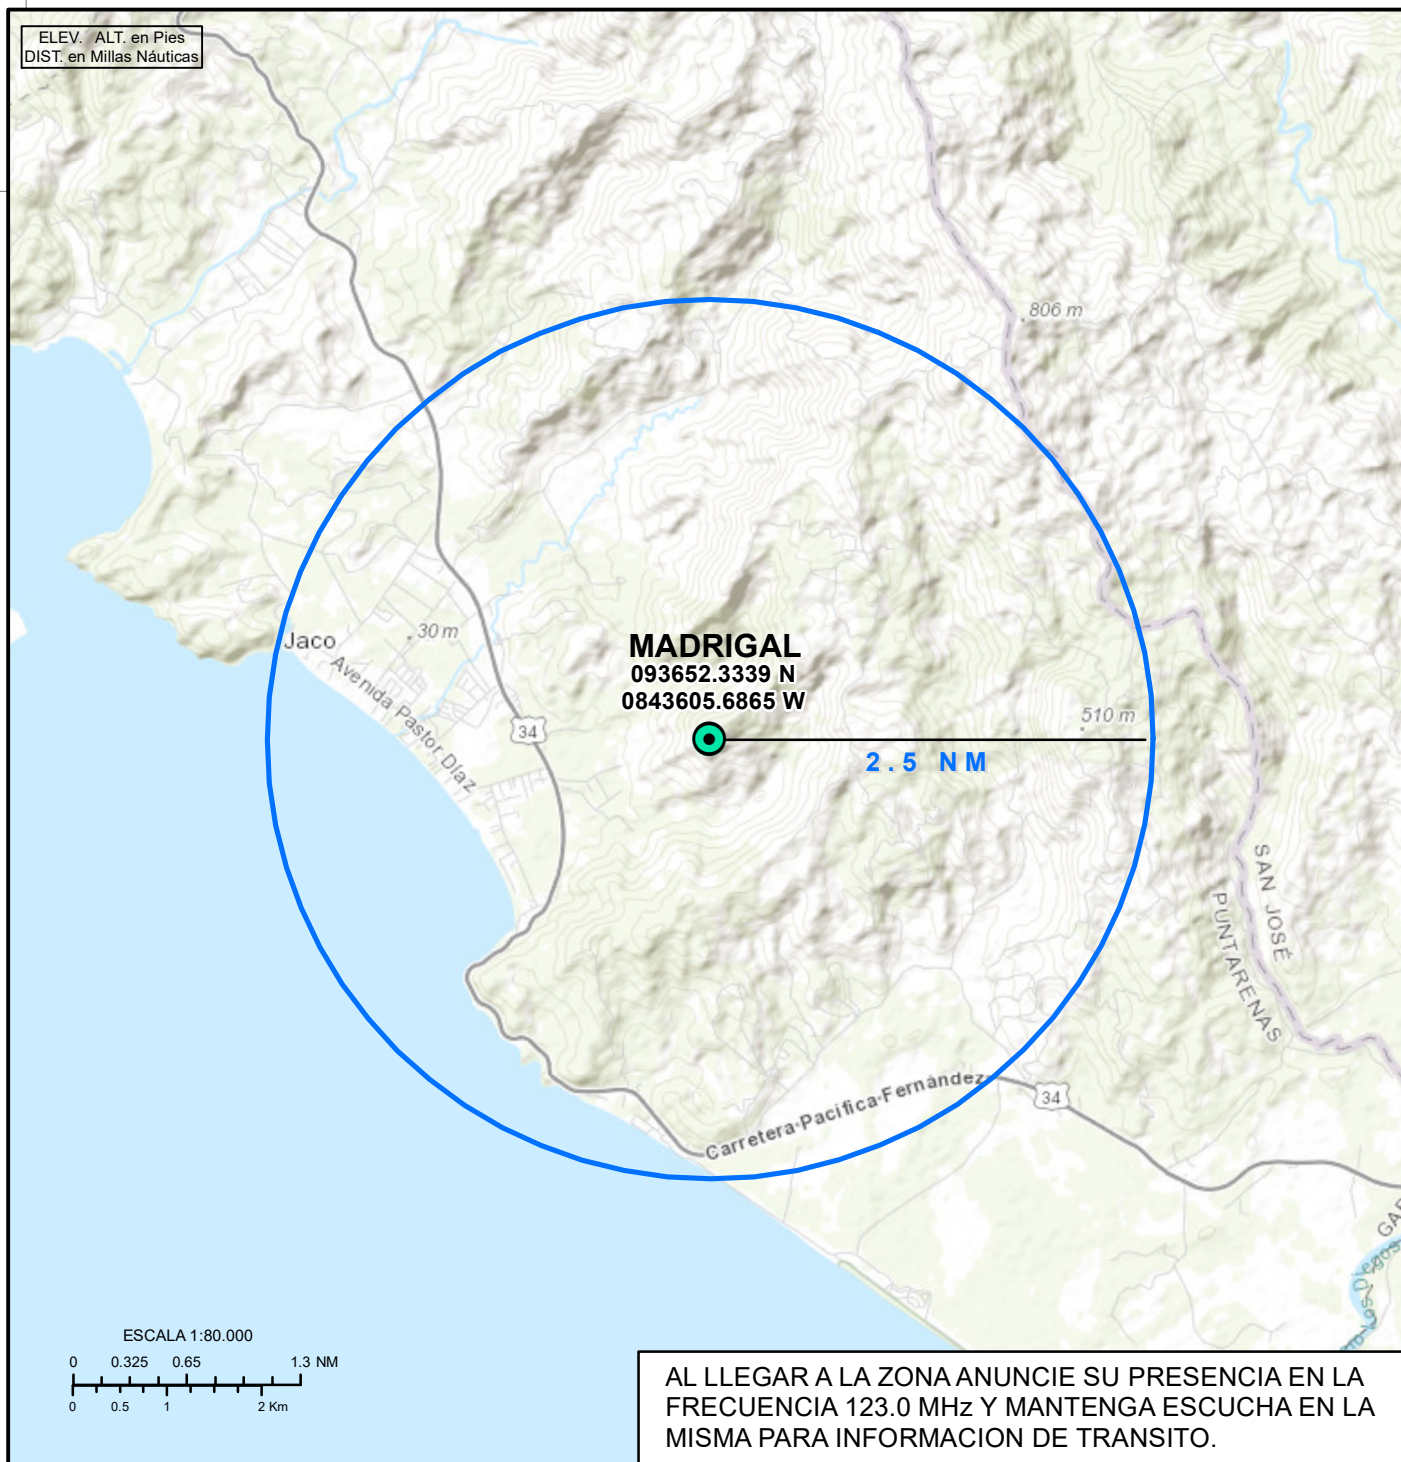 ELEV. ALT. en Pies
DIST. en Millas Náuticas
806 m
Jaco
30 m
Avenida Pastor Díaz
34
MADRIGAL
093652.3339 N
0843605.6865 W
510 m
2.5 NM
SAN JOSÉ
PUNTARENAS
Carretera Pacífica Fernández
34
ESCALA 1:80.000
0 0.325 0.65 1.3 NM
0 0.5 1 2 Km
AL LLEGAR A LA ZONA ANUNCIE SU PRESENCIA EN LA
FRECUENCIA 123.0 MHz Y MANTENGA ESCUCHA EN LA
MISMA PARA INFORMACION DE TRANSITO.